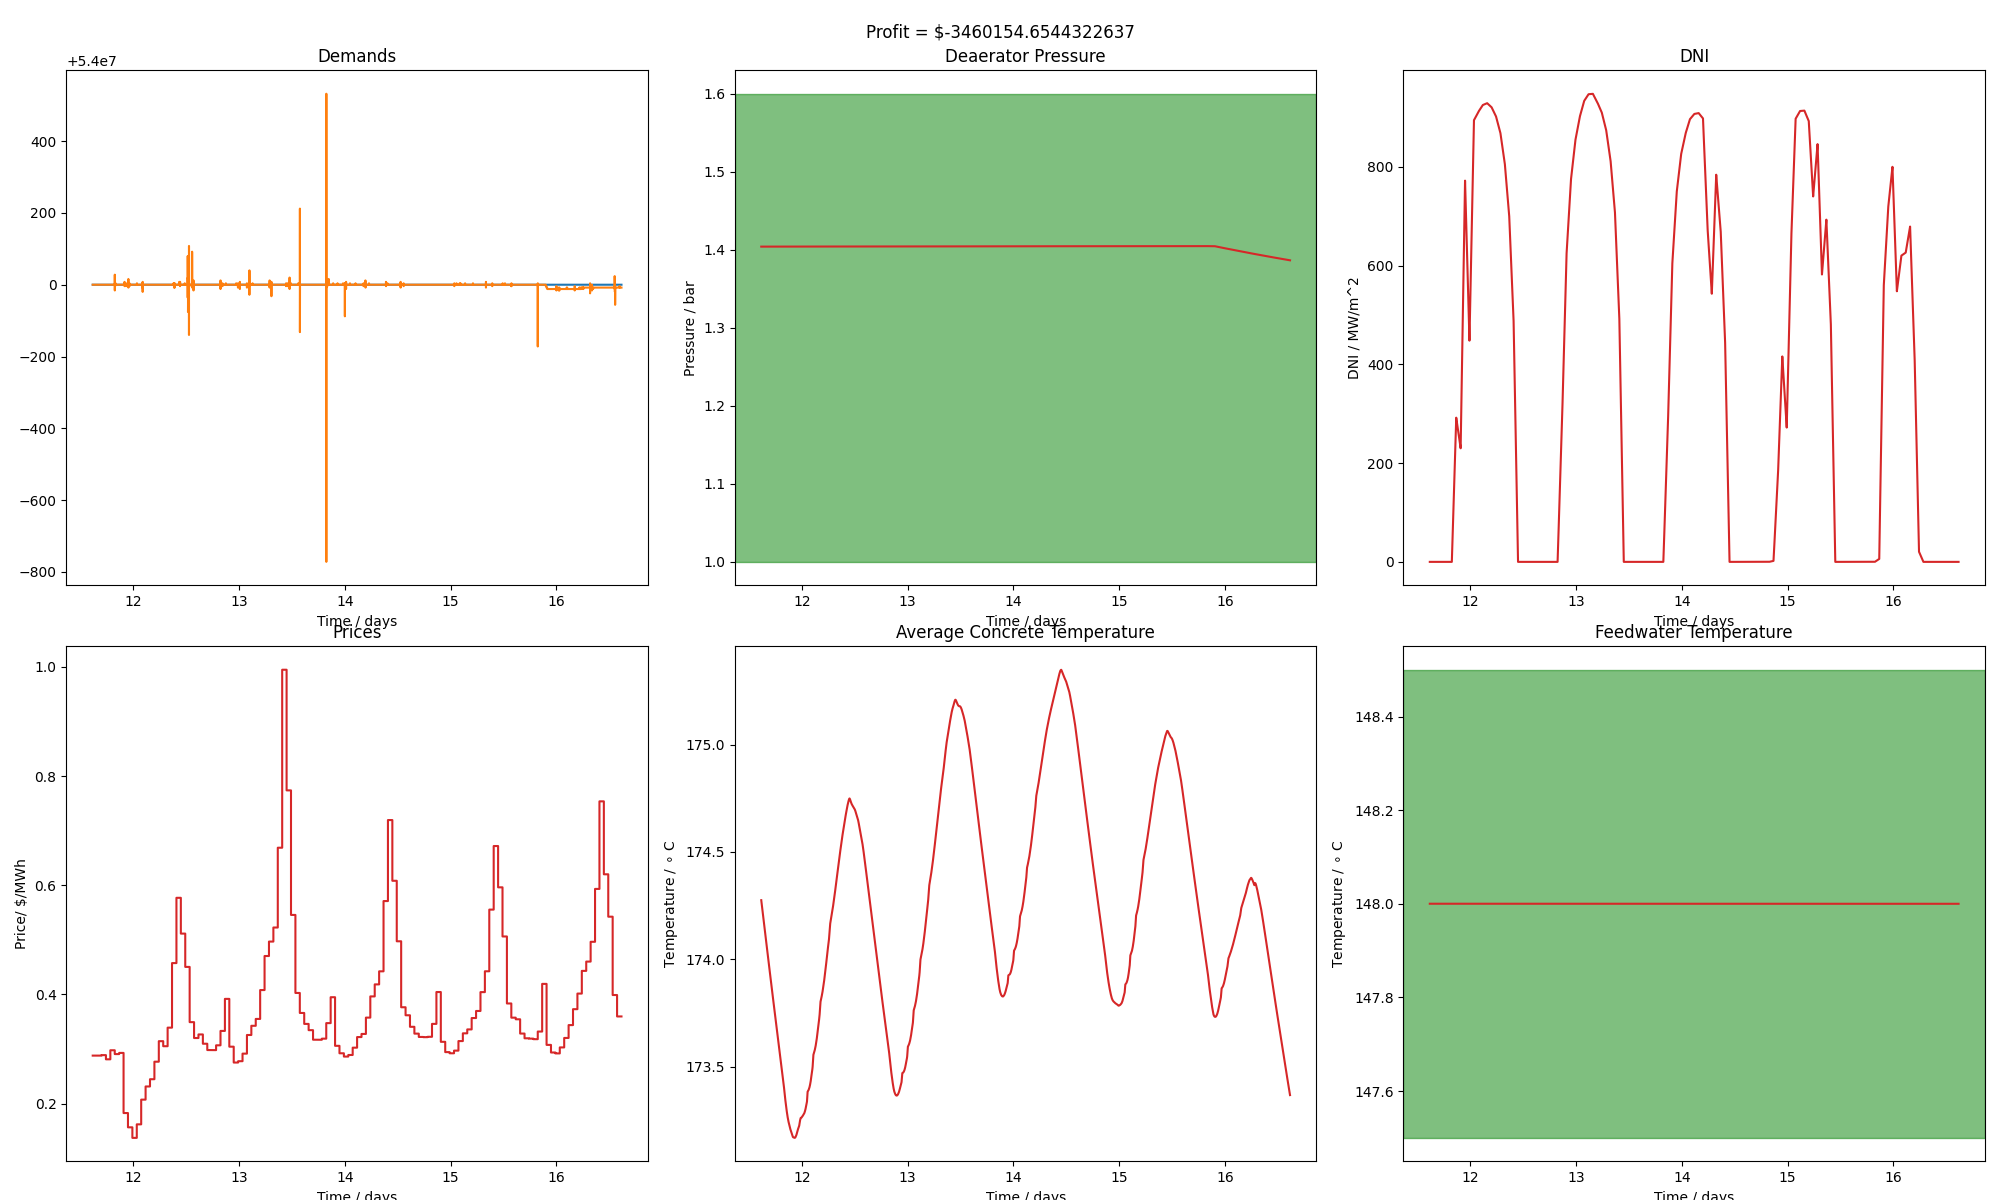 Profit = $-3460154.6544322637
Demands
+5.4e7
400
200
0
−200
−400
−600
−800
12 13 14 15 16
Time / days
Deaerator Pressure
Pressure / bar
1.6
1.5
1.4
1.3
1.2
1.1
1.0
12 13 14 15 16
Time / days
DNI
DNI / MW/m^2
800
600
400
200
0
12 13 14 15 16
Time / days
Prices
Price/ $/MWh
1.0
0.8
0.6
0.4
0.2
12 13 14 15 16
Time / days
Average Concrete Temperature
Temperature / ∘ C
175.0
174.5
174.0
173.5
12 13 14 15 16
Time / days
Feedwater Temperature
Temperature / ∘ C
148.4
148.2
148.0
147.8
147.6
12 13 14 15 16
Time / days